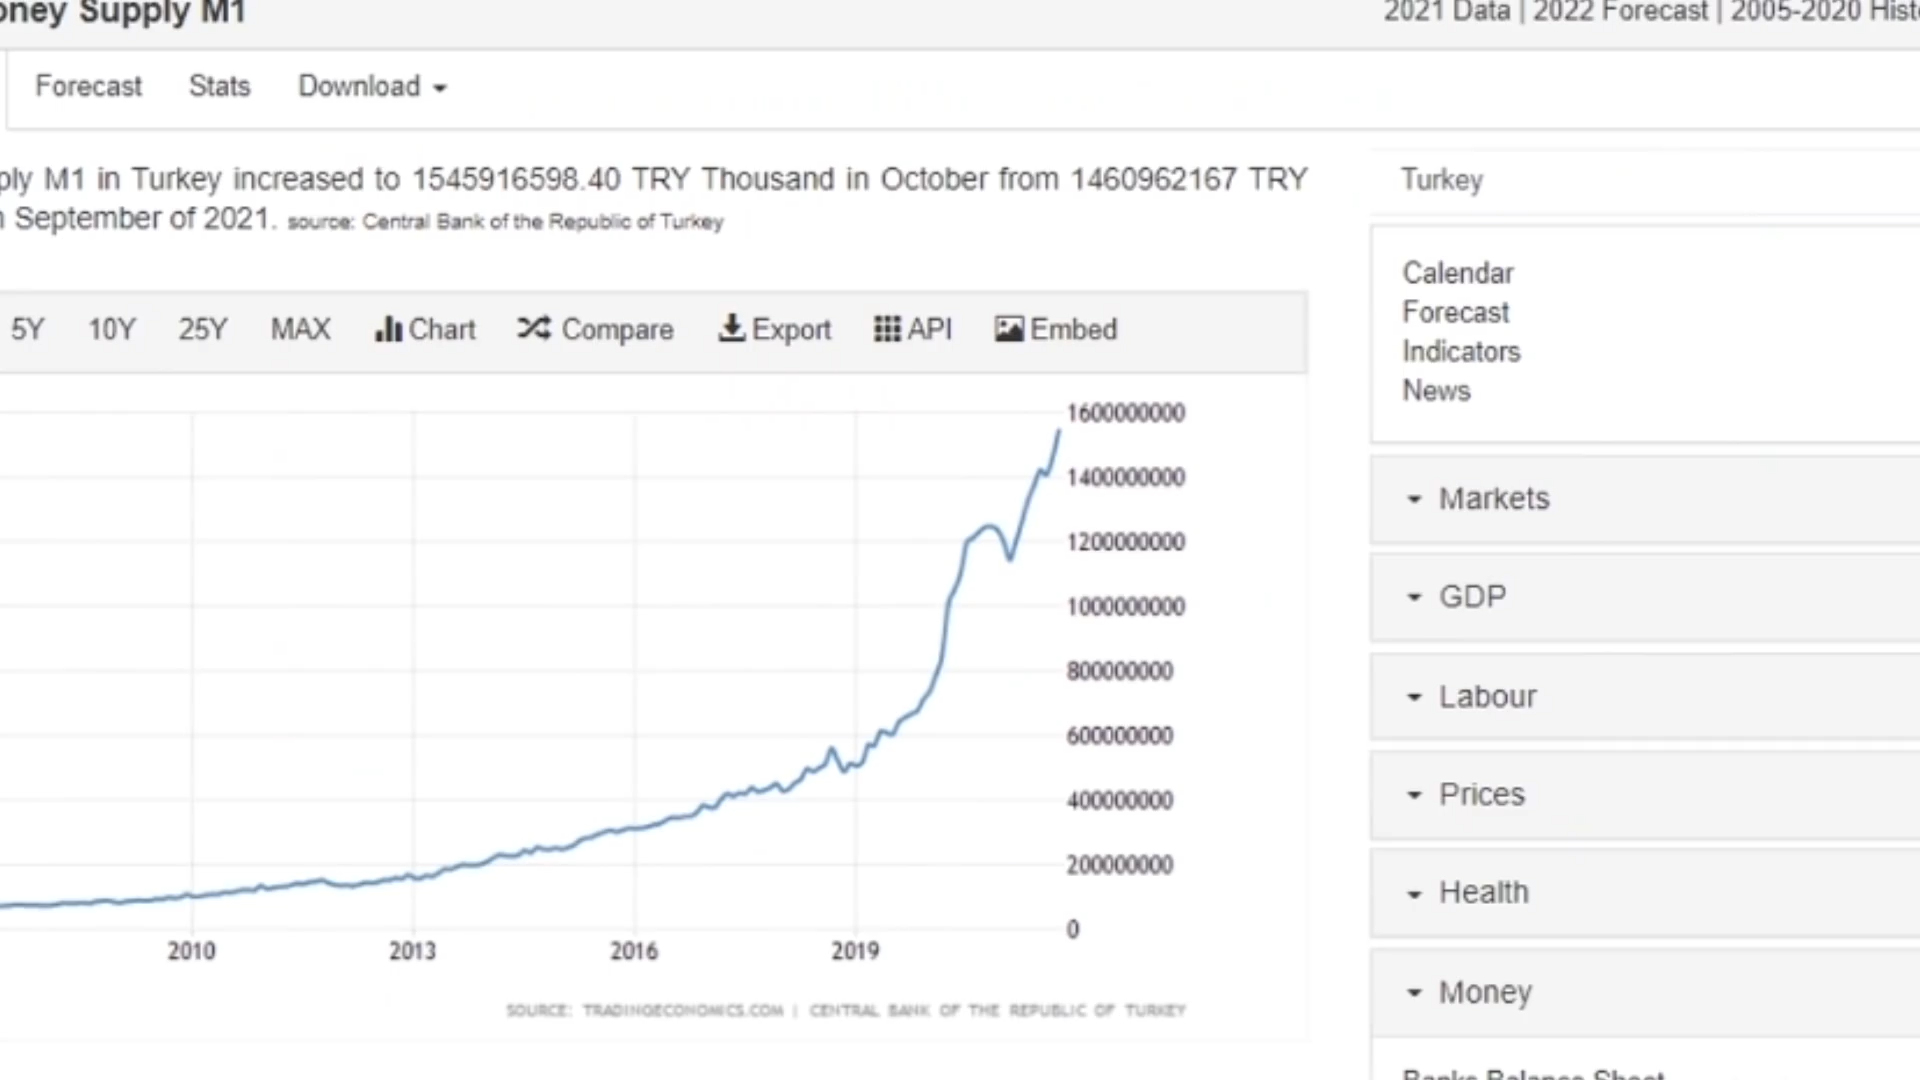 oney Supply M1
2021 Data | 2022 Forecast | 2005-2020 Histo
Forecast Stats Download
ply M1 in Turkey increased to 1545916598.40 TRY Thousand in October from 1460962167 TRY
n September of 2021. source: Central Bank of the Republic of Turkey
5Y 10Y 25Y MAX Chart Compare Export API Embed
1600000000
1400000000
1200000000
1000000000
800000000
600000000
400000000
200000000
0
2010 2013 2016 2019
SOURCE: TRADINGECONOMICS.COM | CENTRAL BANK OF THE REPUBLIC OF TURKEY
Turkey
Calendar
Forecast
Indicators
News
Markets
GDP
Labour
Prices
Health
Money
Banks Balance Sheet